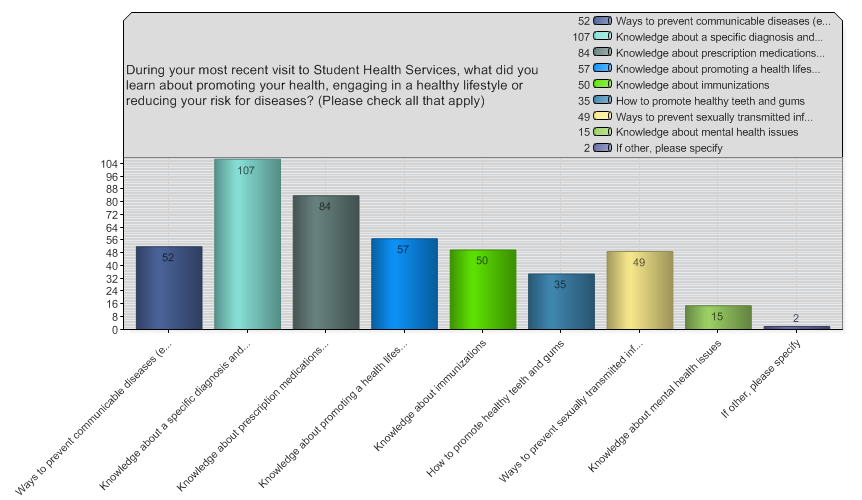 During your most recent visit to Student Health Services, what did you
learn about promoting your health, engaging in a healthy lifestyle or
reducing your risk for diseases? (Please check all that apply)
52 Ways to prevent communicable diseases (e...
107 Knowledge about a specific diagnosis and...
84 Knowledge about prescription medications...
57 Knowledge about promoting a health lifes...
50 Knowledge about immunizations
35 How to promote healthy teeth and gums
49 Ways to prevent sexually transmitted inf...
15 Knowledge about mental health issues
2 If other, please specify
104
96
88
80
72
64
56
48
40
32
24
16
8
0
52
107
84
57
50
35
49
15
2
Ways to prevent communicable diseases (e...
Knowledge about a specific diagnosis and...
Knowledge about prescription medications...
Knowledge about promoting a health lifes...
Knowledge about immunizations
How to promote healthy teeth and gums
Ways to prevent sexually transmitted inf...
Knowledge about mental health issues
If other, please specify